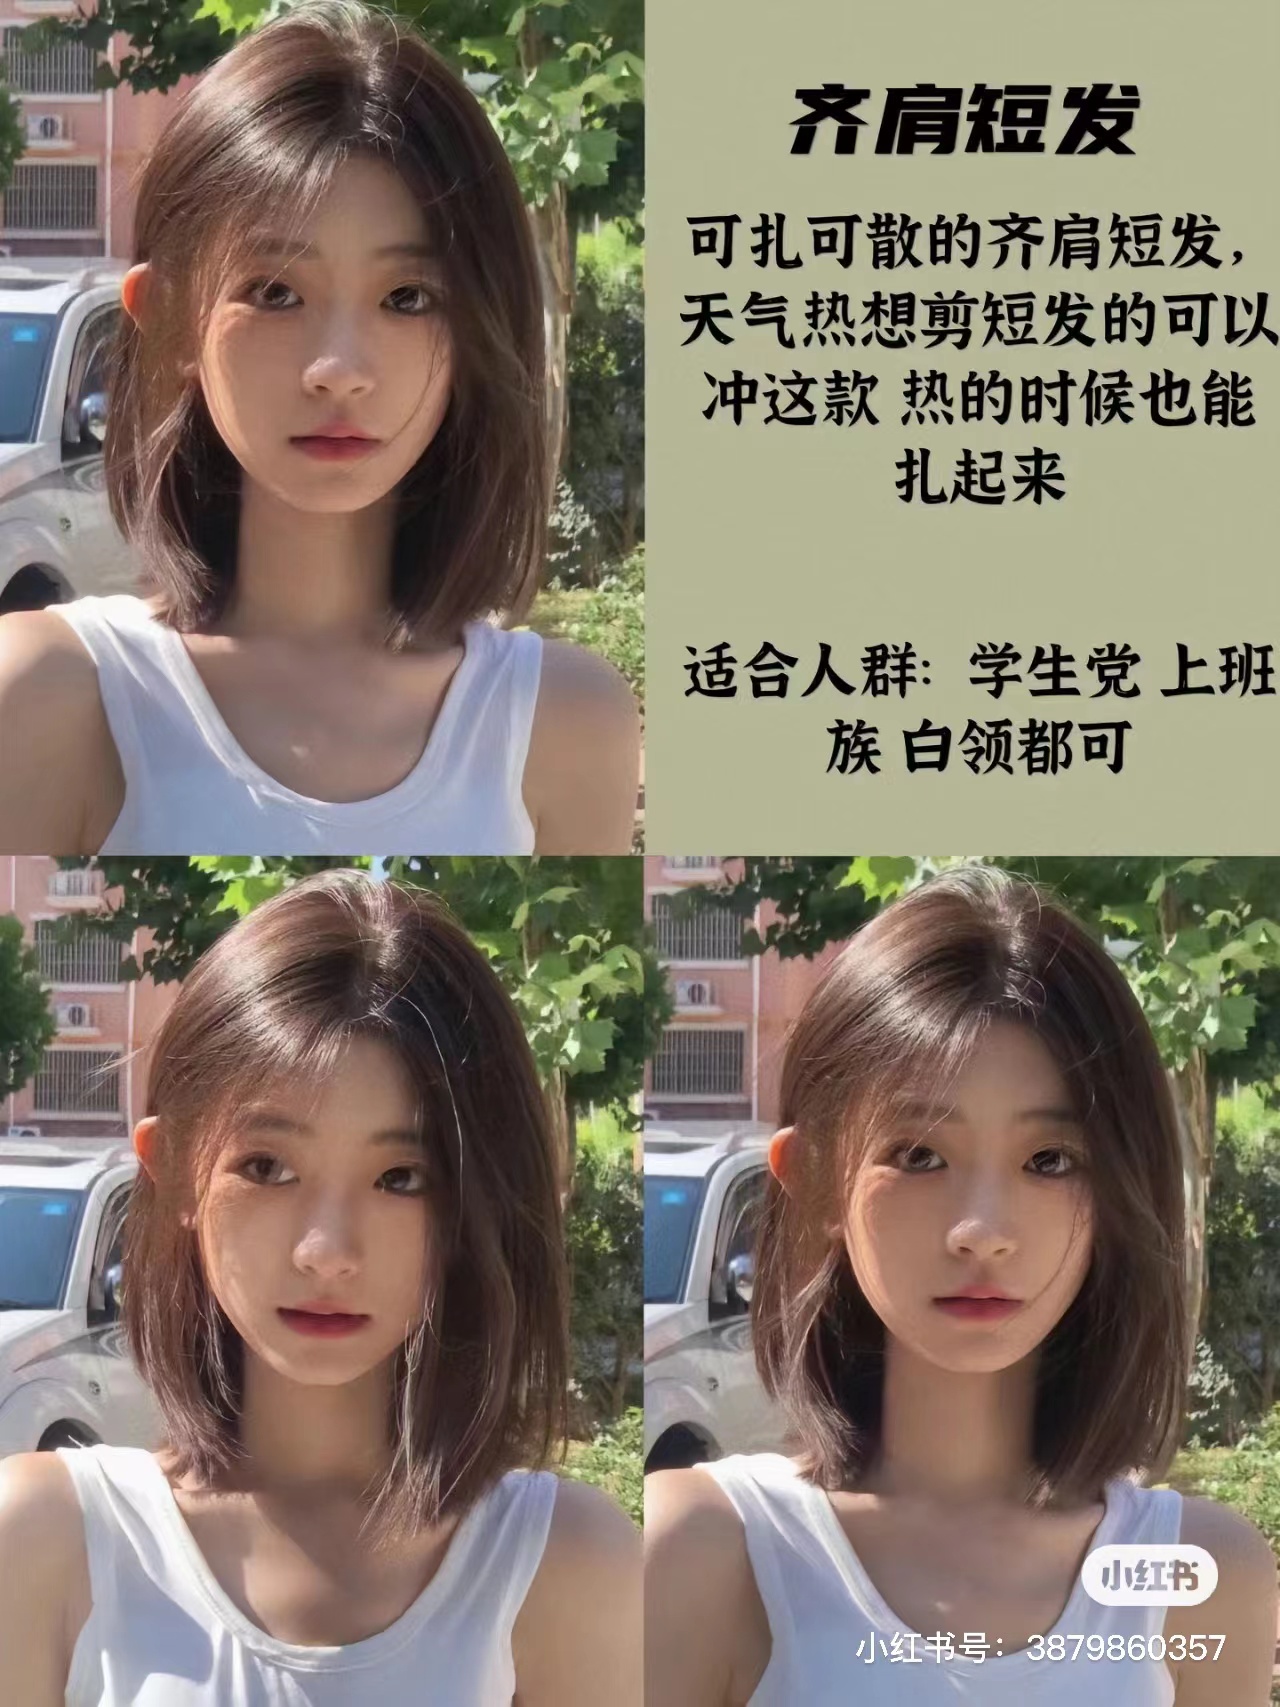 齐肩短发
可扎可散的齐肩短发，
天气热想剪短发的可以
冲这款 热的时候也能
扎起来
适合人群：学生党 上班
族 白领都可
小红书
小红书号：3879860357